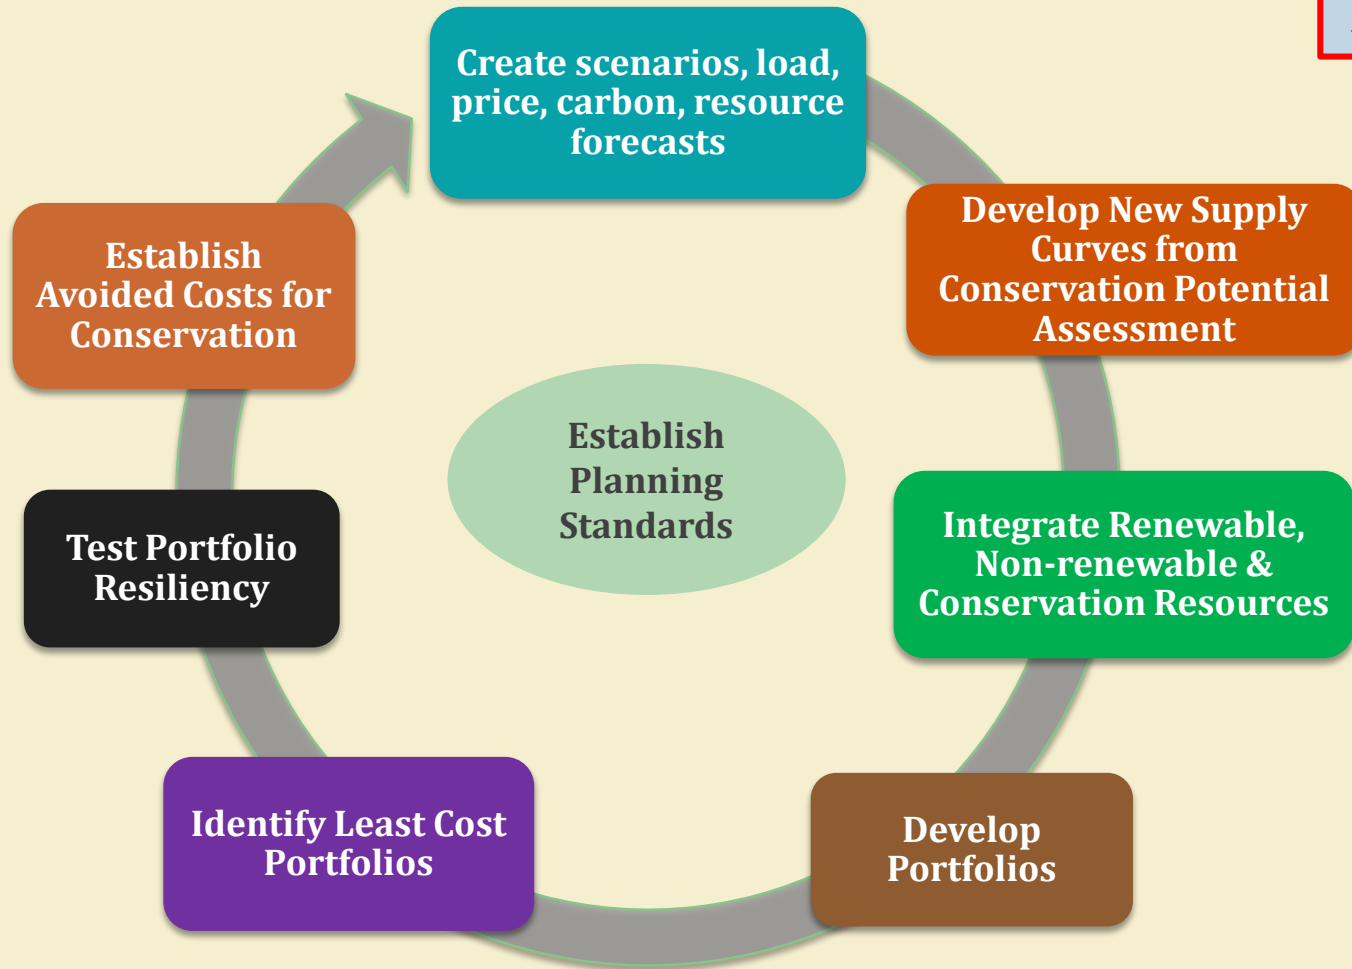 Create scenarios, load,
price, carbon, resource
forecasts
Develop New Supply
Curves from
Conservation Potential
Assessment
Integrate Renewable,
Non-renewable &
Conservation Resources
Develop
Portfolios
Identify Least Cost
Portfolios
Test Portfolio
Resiliency
Establish
Avoided Costs for
Conservation
Establish
Planning
Standards